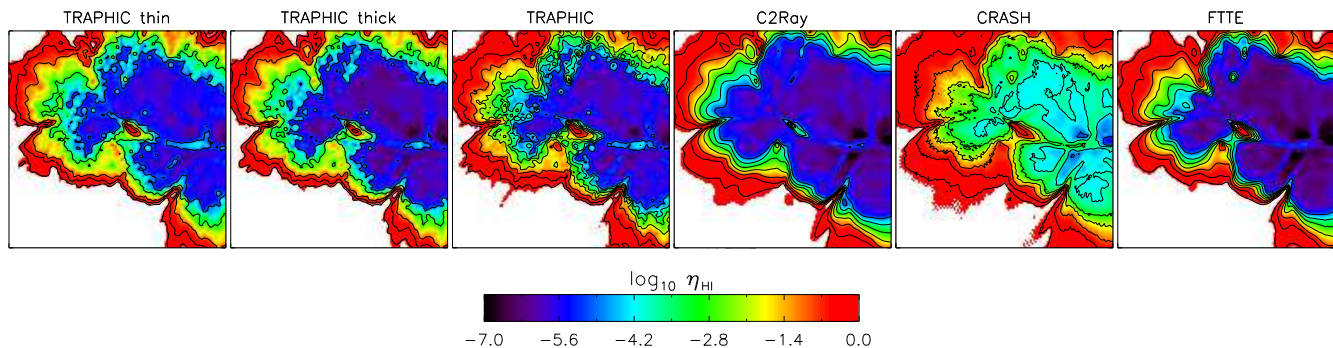 TRAPHIC thin TRAPHIC thick TRAPHIC C2Ray CRASH FTTE
log₁₀ η_HI
−7.0 −5.6 −4.2 −2.8 −1.4 0.0